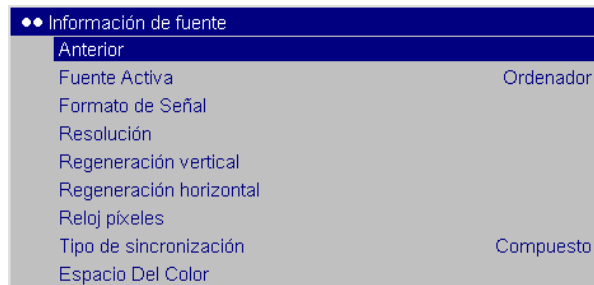 Información de fuente
Anterior
Fuente Activa Ordenador
Formato de Señal
Resolución
Regeneración vertical
Regeneración horizontal
Reloj píxeles
Tipo de sincronización Compuesto
Espacio Del Color